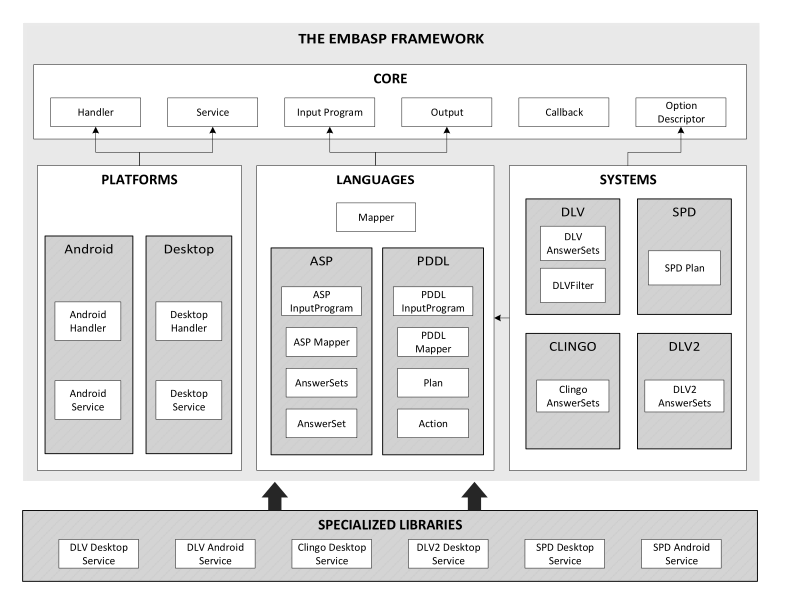 THE EMBASP FRAMEWORK
CORE
Handler
Service
Input Program
Output
Callback
Option
Descriptor
PLATFORMS
Android
Android
Handler
Android
Service
Desktop
Desktop
Handler
Desktop
Service
LANGUAGES
Mapper
ASP
ASP
InputProgram
ASP Mapper
AnswerSets
AnswerSet
PDDL
PDDL
InputProgram
PDDL
Mapper
Plan
Action
SYSTEMS
DLV
DLV
AnswerSets
DLVFilter
SPD
SPD Plan
CLINGO
Clingo
AnswerSets
DLV2
DLV2
AnswerSets
SPECIALIZED LIBRARIES
DLV Desktop
Service
DLV Android
Service
Clingo Desktop
Service
DLV2 Desktop
Service
SPD Desktop
Service
SPD Android
Service